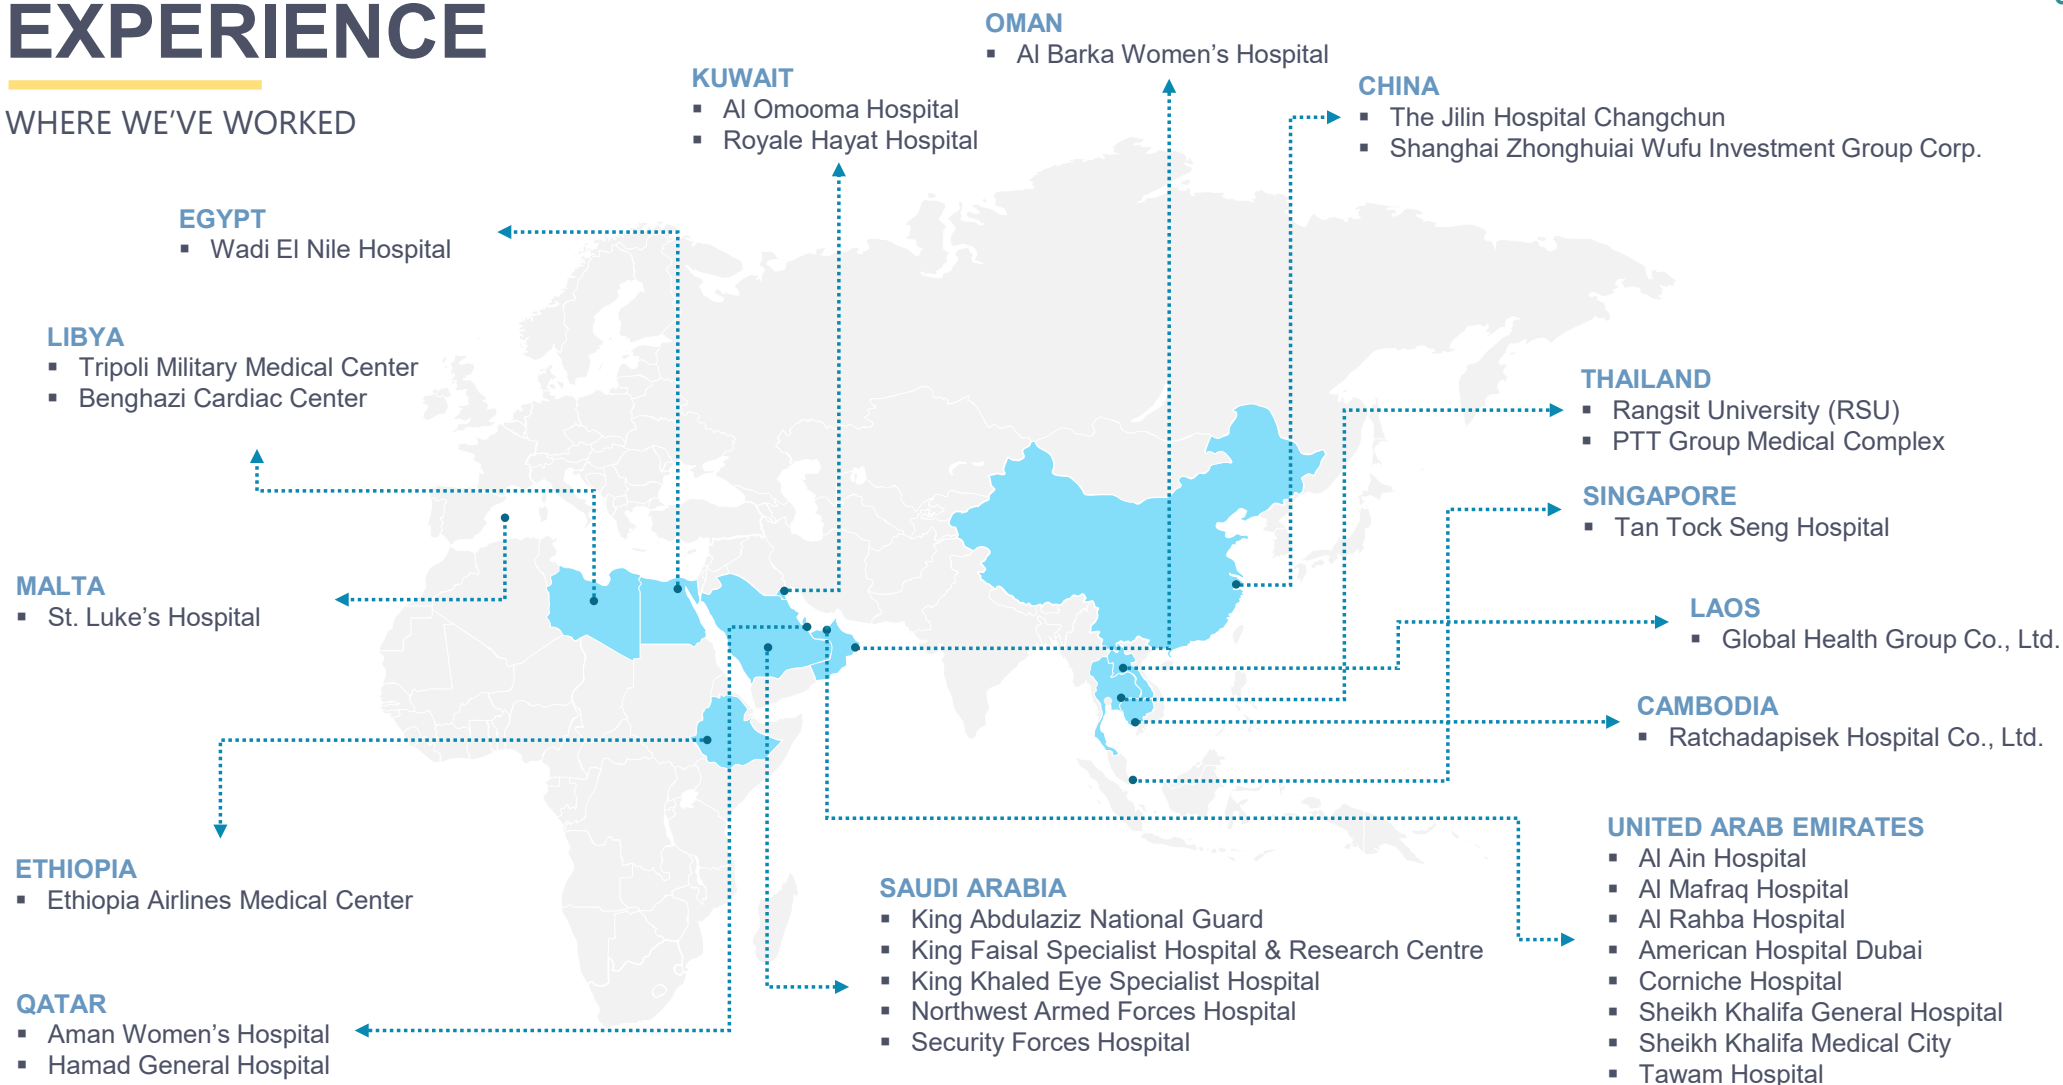 EXPERIENCE
WHERE WE'VE WORKED
OMAN
▪ Al Barka Women's Hospital
KUWAIT
▪ Al Omooma Hospital
▪ Royale Hayat Hospital
CHINA
▪ The Jilin Hospital Changchun
▪ Shanghai Zhonghuiai Wufu Investment Group Corp.
EGYPT
▪ Wadi El Nile Hospital
LIBYA
▪ Tripoli Military Medical Center
▪ Benghazi Cardiac Center
THAILAND
▪ Rangsit University (RSU)
▪ PTT Group Medical Complex
SINGAPORE
▪ Tan Tock Seng Hospital
MALTA
▪ St. Luke's Hospital
LAOS
▪ Global Health Group Co., Ltd.
CAMBODIA
▪ Ratchadapisek Hospital Co., Ltd.
ETHIOPIA
▪ Ethiopia Airlines Medical Center
SAUDI ARABIA
▪ King Abdulaziz National Guard
▪ King Faisal Specialist Hospital & Research Centre
▪ King Khaled Eye Specialist Hospital
▪ Northwest Armed Forces Hospital
▪ Security Forces Hospital
UNITED ARAB EMIRATES
▪ Al Ain Hospital
▪ Al Mafraq Hospital
▪ Al Rahba Hospital
▪ American Hospital Dubai
▪ Corniche Hospital
▪ Sheikh Khalifa General Hospital
▪ Sheikh Khalifa Medical City
▪ Tawam Hospital
QATAR
▪ Aman Women's Hospital
▪ Hamad General Hospital